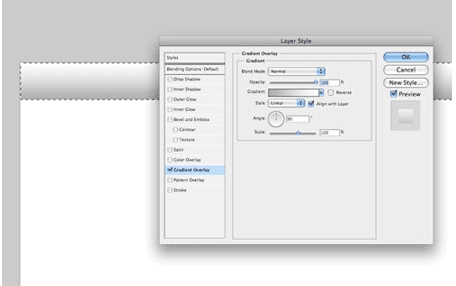 Layer Style
Styles
Blending Options: Default
Drop Shadow
Inner Shadow
Outer Glow
Inner Glow
Bevel and Emboss
Contour
Texture
Satin
Color Overlay
Gradient Overlay
Pattern Overlay
Stroke
Gradient Overlay
Gradient
Blend Mode: Normal
Opacity: 100 %
Gradient: Reverse
Style: Linear Align with Layer
Angle: 90 °
Scale: 100 %
OK
Cancel
New Style...
Preview